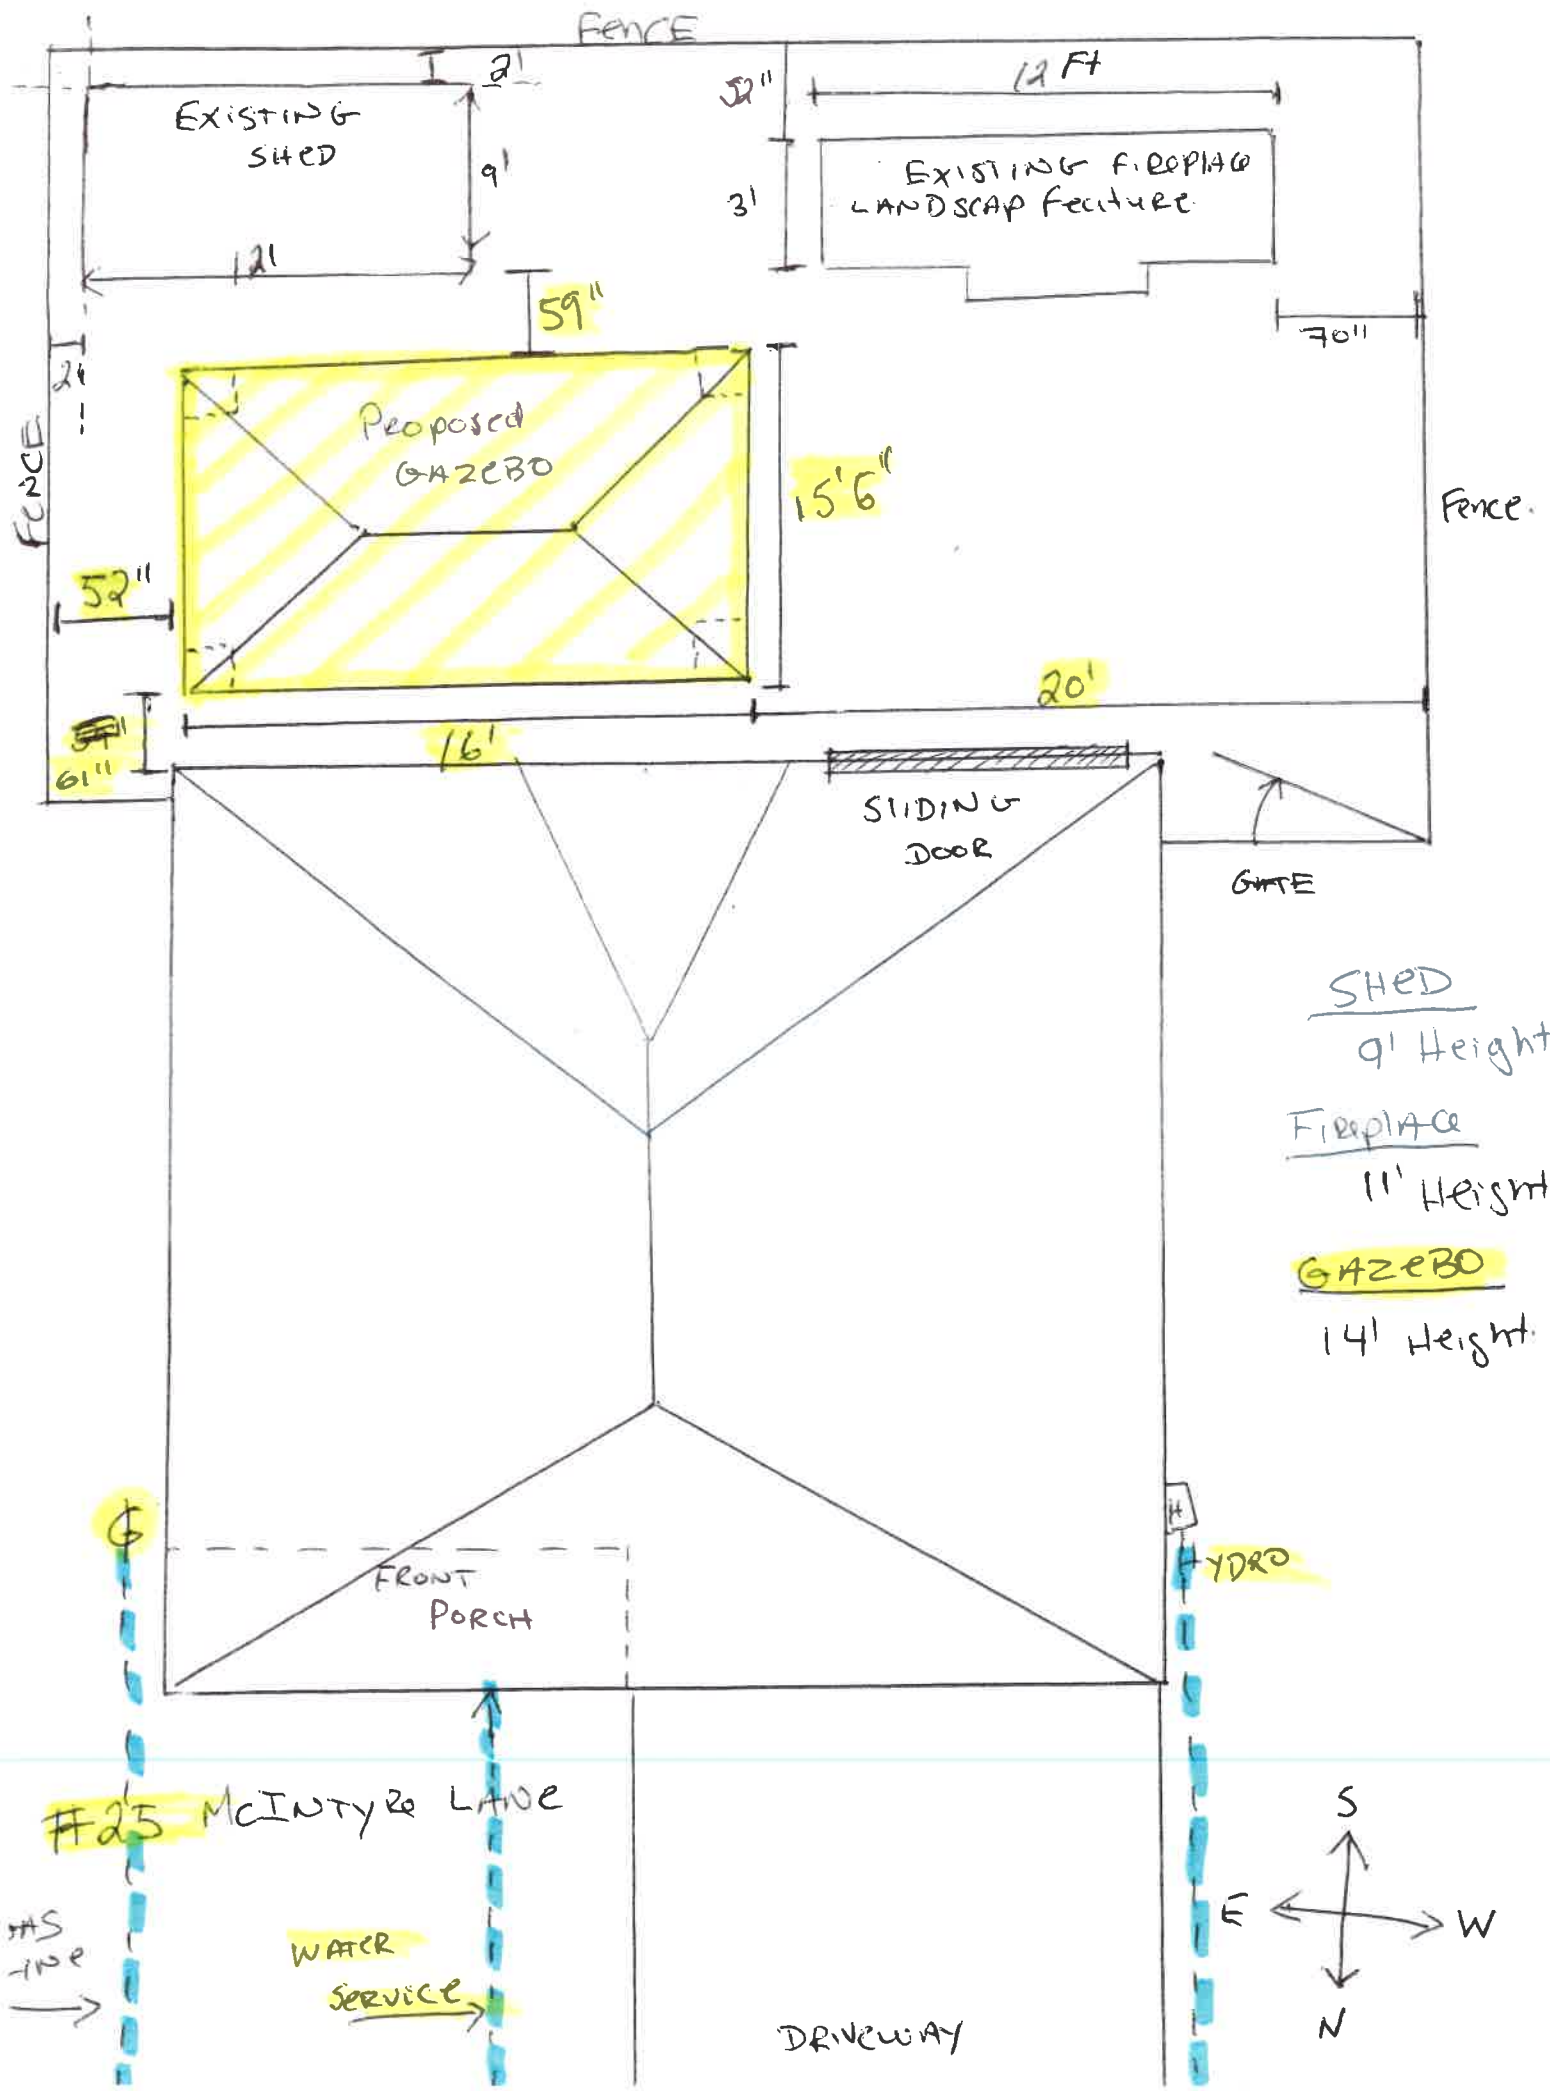 FENCE
2'
EXISTING
SHED
9'
12'
52"
12 Ft
3'
EXISTING FIREPLACE
LANDSCAP Feature
70"
59"
FENCE
Proposed
GAZEBO
15'6"
Fence.
52"
20'
16'
61"
SLIDING
DOOR
GATE
SHED
9' Height
FIREPLACE
11' Height
GAZEBO
14' Height.
G
H
HYDRO
FRONT
PORCH
#25 McINTYRE LANE
WATER
SERVICE
DRIVEWAY
S
E
W
N